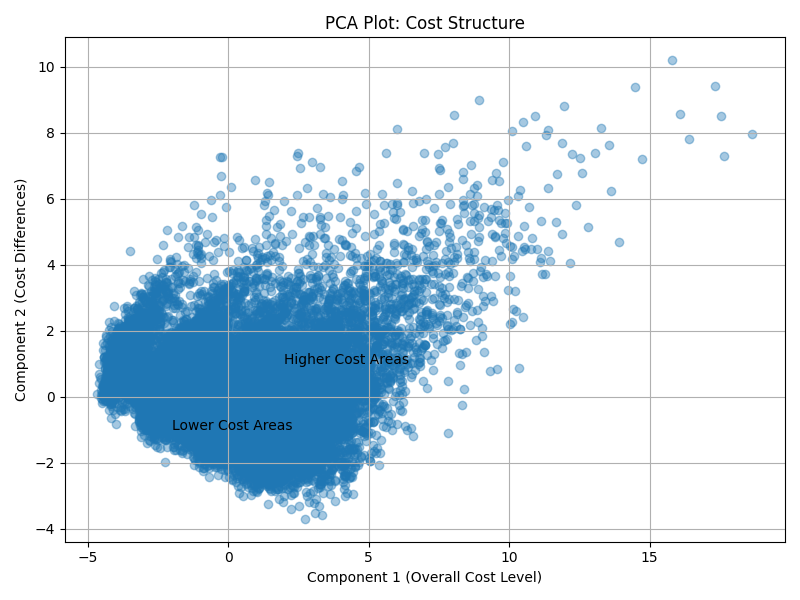 PCA Plot: Cost Structure
Component 2 (Cost Differences)
10
8
6
4
2
0
−2
−4
Higher Cost Areas
Lower Cost Areas
−5
0
5
10
15
Component 1 (Overall Cost Level)